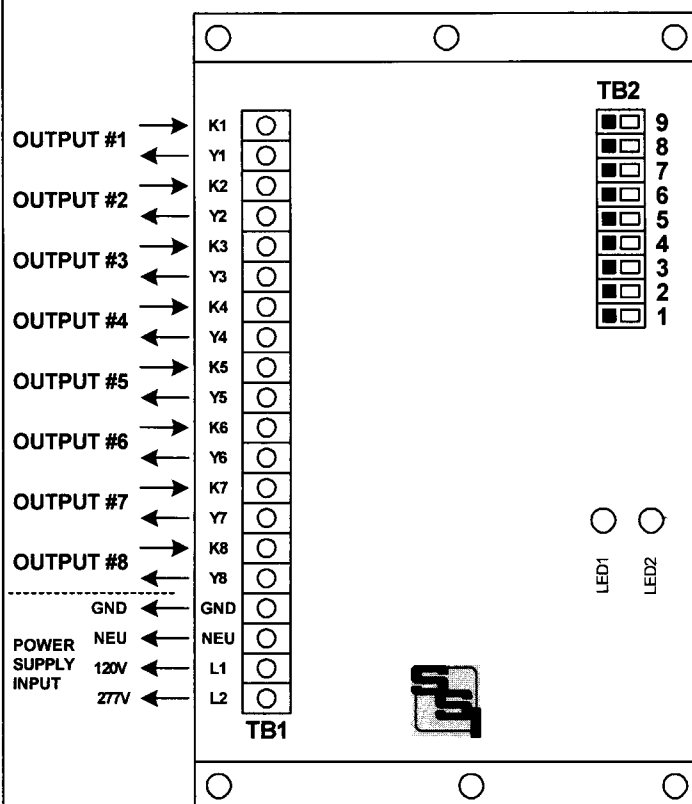 TB2
OUTPUT #1
K1
Y1
OUTPUT #2
K2
Y2
OUTPUT #3
K3
Y3
OUTPUT #4
K4
Y4
OUTPUT #5
K5
Y5
OUTPUT #6
K6
Y6
OUTPUT #7
K7
Y7
OUTPUT #8
K8
Y8
9
8
7
6
5
4
3
2
1
LED1
LED2
POWER
SUPPLY
INPUT
GND GND
NEU NEU
120V L1
277V L2
TB1
SSI